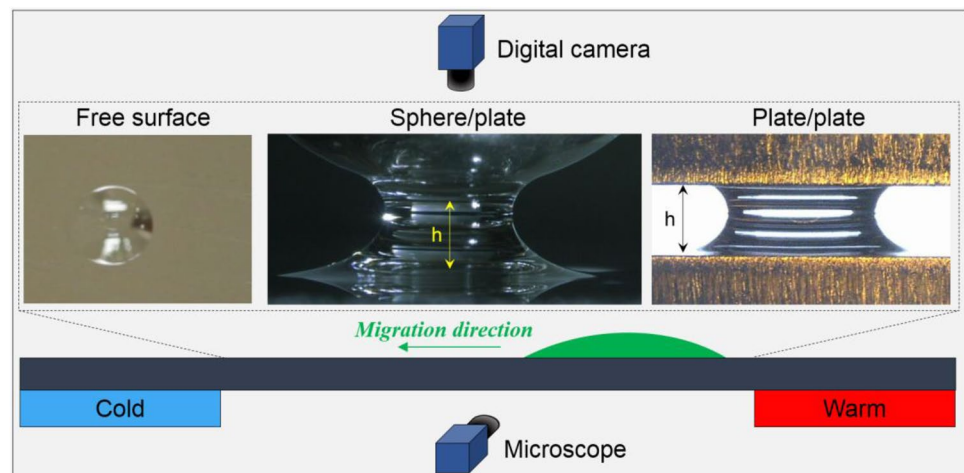 Digital camera
Free surface
Sphere/plate
Plate/plate
h
h
Migration direction
Cold
Warm
Microscope